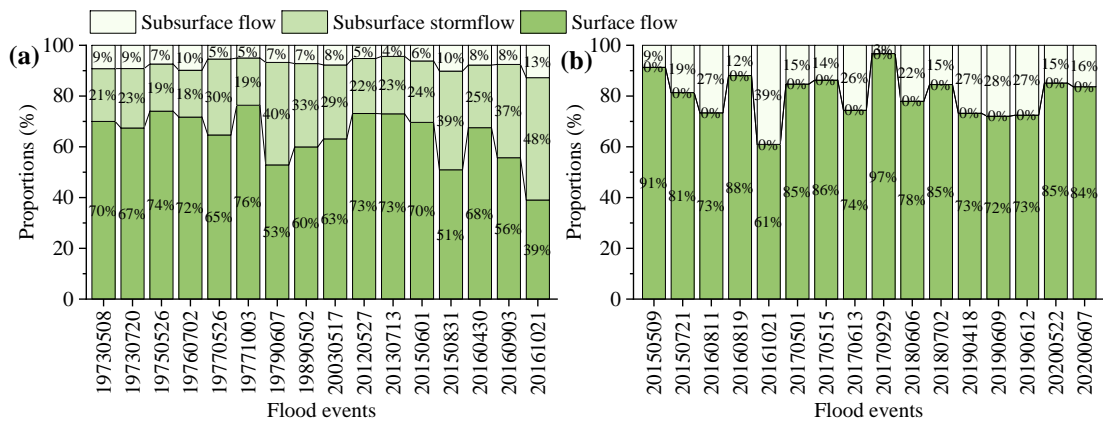 Subsurface flow Subsurface stormflow Surface flow
(a)
Proportions (%)
100
80
60
40
20
0
9% 9% 7% 10% 5% 5% 7% 7% 8% 5% 4% 6% 10% 8% 8% 13%
21% 23% 19% 18% 30% 19% 40% 33% 29% 22% 23% 24% 39% 25% 37% 48%
70% 67% 74% 72% 65% 76% 53% 60% 63% 73% 73% 70% 51% 68% 56% 39%
19730508 19730720 19750526 19760702 19770526 19771003 19790607 19890502 20030517 20120527 20130713 20150601 20150831 20160430 20160903 20161021
Flood events
(b)
Proportions (%)
100
80
60
40
20
0
9% 19% 27% 12% 39% 15% 14% 26% 3% 22% 15% 27% 28% 27% 15% 16%
0% 0% 0% 0% 0% 0% 0% 0% 0% 0% 0% 0% 0% 0% 0% 0%
91% 81% 73% 88% 61% 85% 86% 74% 97% 78% 85% 73% 72% 73% 85% 84%
20150509 20150721 20160811 20160819 20161021 20170501 20170515 20170613 20170929 20180606 20180702 20190418 20190609 20190612 20200522 20200607
Flood events